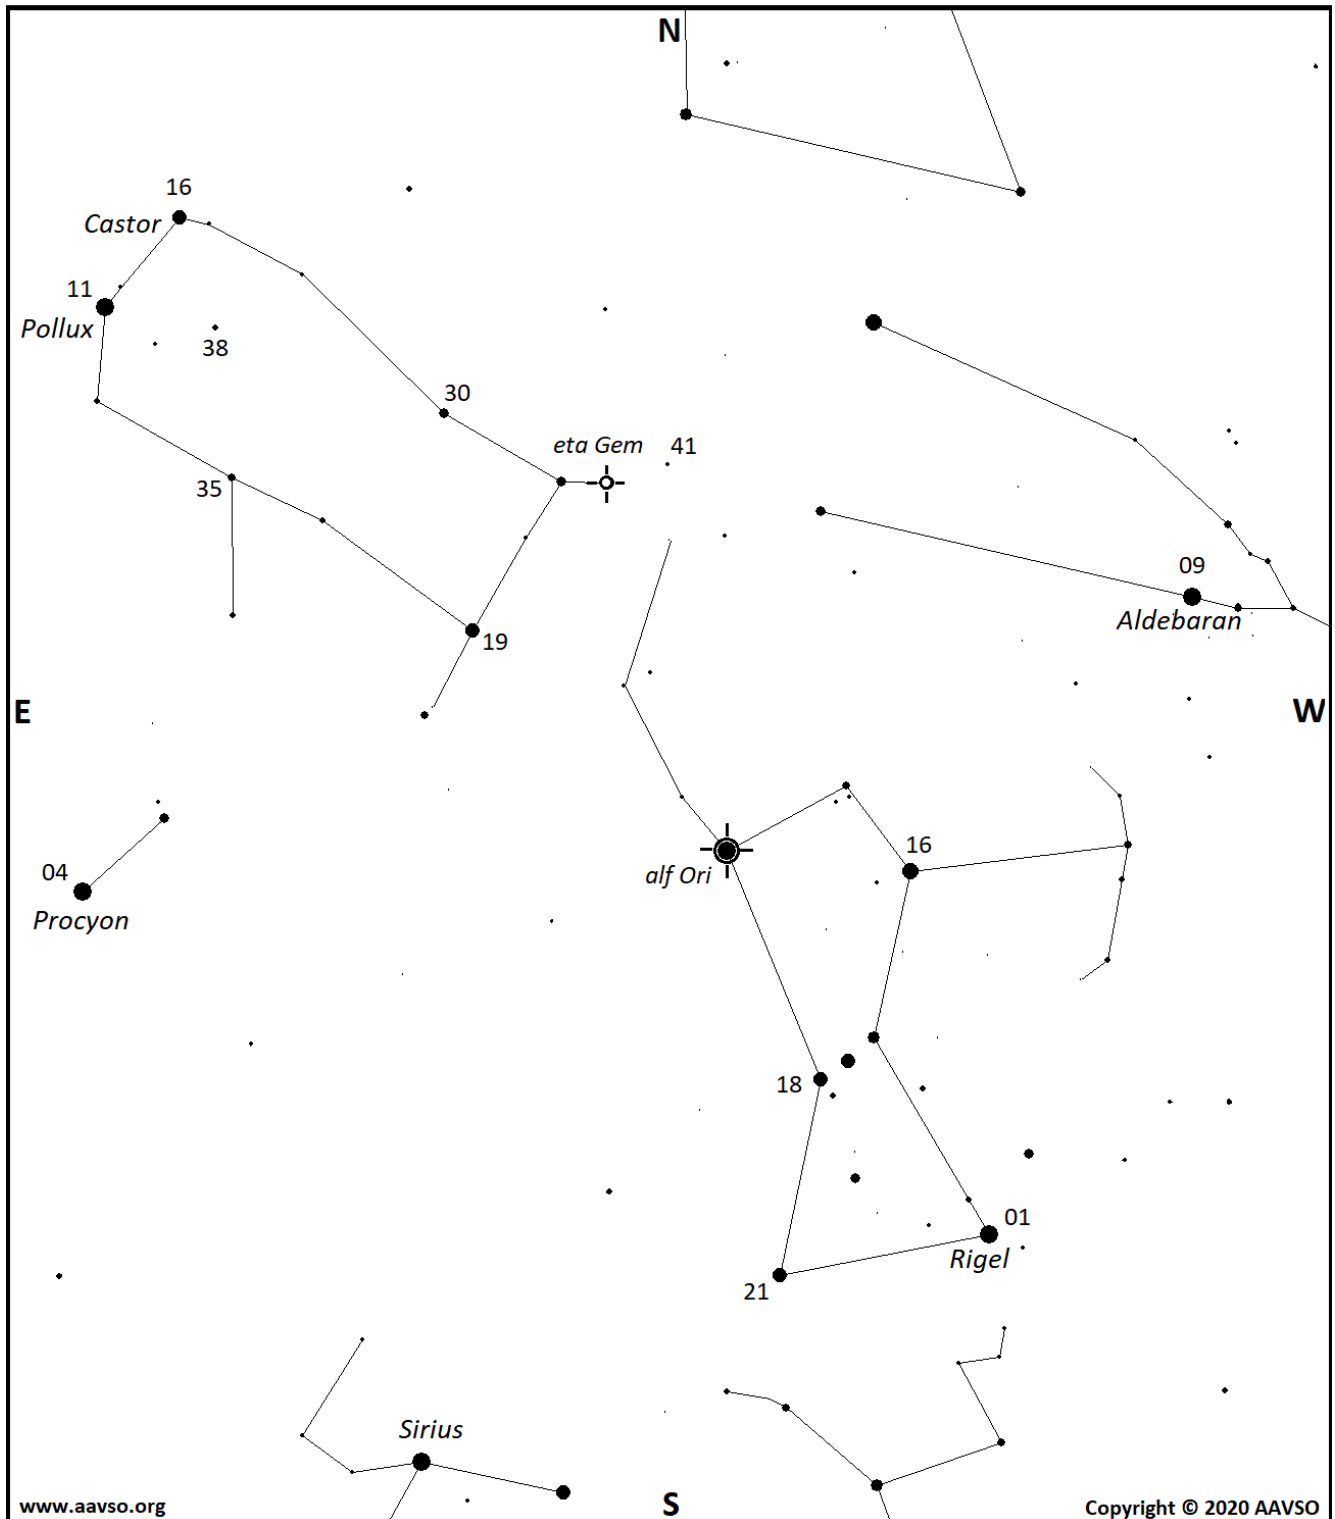 N
16
Castor
11
Pollux
38
30
eta Gem
41
35
09
Aldebaran
19
E
W
16
04
alf Ori
Procyon
18
01
Rigel
21
Sirius
www.aavso.org
S
Copyright © 2020 AAVSO